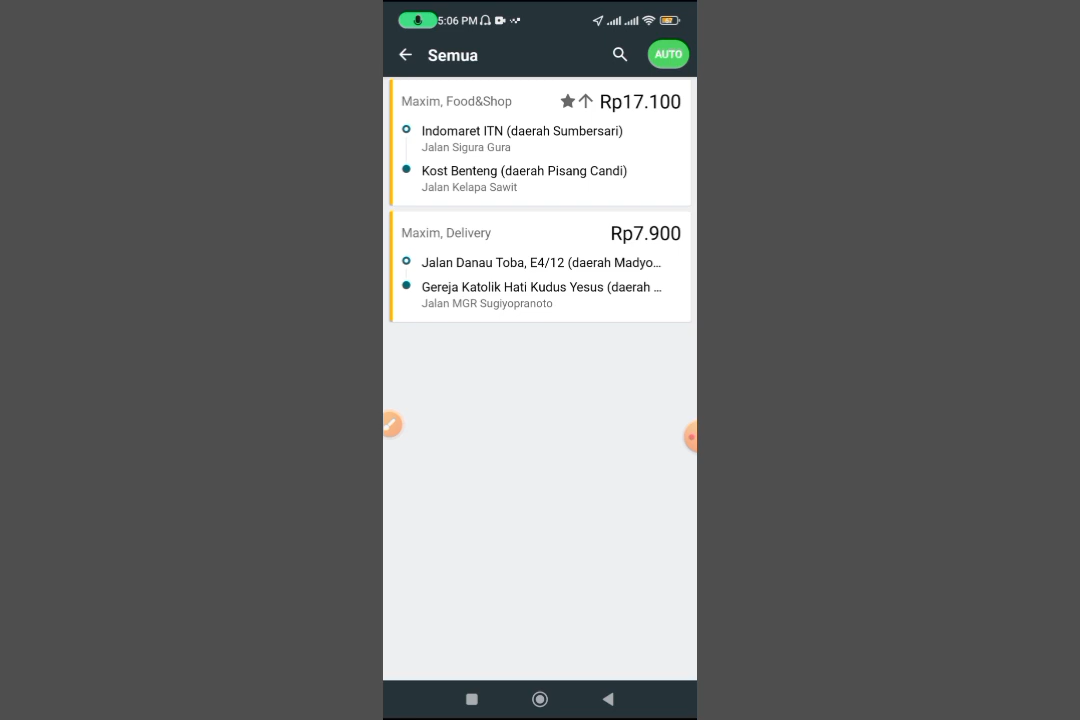 5:06 PM
Semua
AUTO
Maxim, Food&Shop
Rp17.100
Indomaret ITN (daerah Sumbersari)
Jalan Sigura Gura
Kost Benteng (daerah Pisang Candi)
Jalan Kelapa Sawit
Maxim, Delivery
Rp7.900
Jalan Danau Toba, E4/12 (daerah Madyo...
Gereja Katolik Hati Kudus Yesus (daerah ...
Jalan MGR Sugiyopranoto